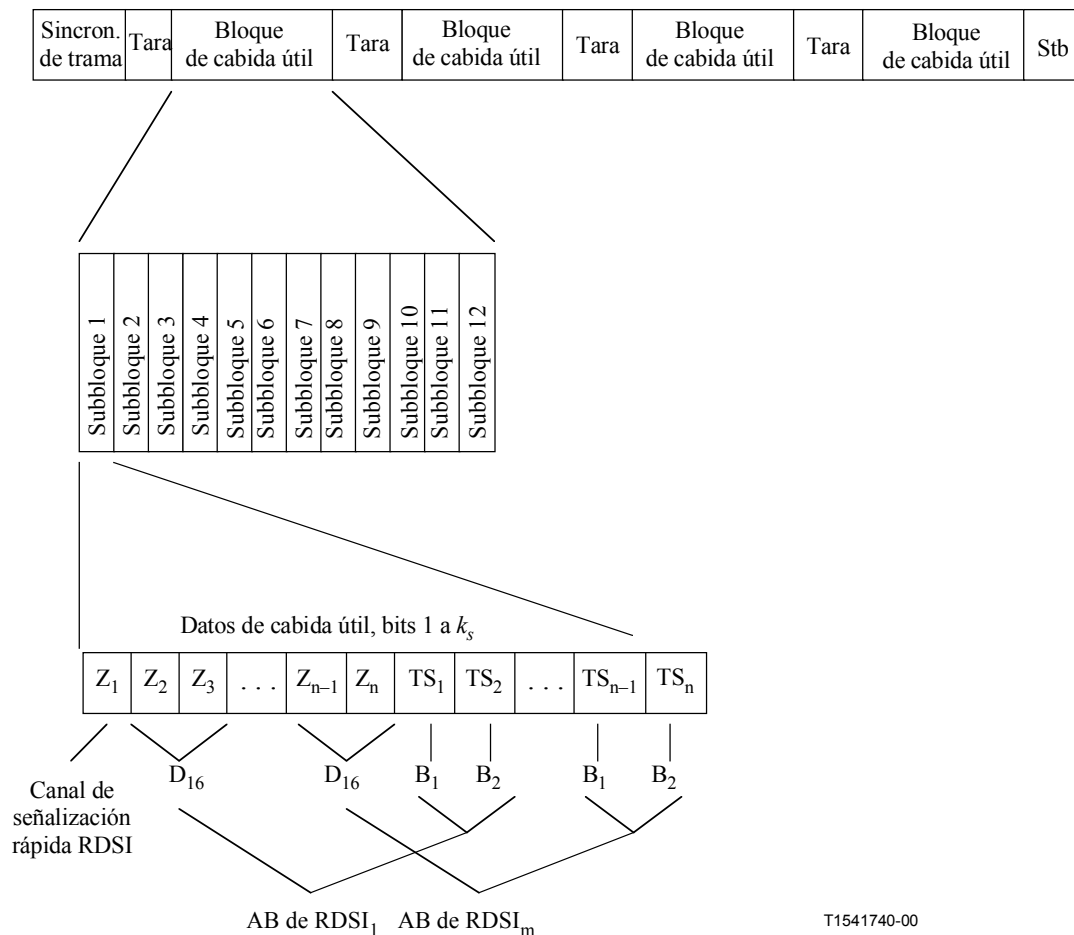 Sincron. de trama
Tara
Bloque de cabida útil
Tara
Bloque de cabida útil
Tara
Bloque de cabida útil
Tara
Bloque de cabida útil
Stb
Subbloque 1
Subbloque 2
Subbloque 3
Subbloque 4
Subbloque 5
Subbloque 6
Subbloque 7
Subbloque 8
Subbloque 9
Subbloque 10
Subbloque 11
Subbloque 12
Datos de cabida útil, bits 1 a kₛ
Z₁ Z₂ Z₃ . . . Zₙ₋₁ Zₙ TS₁ TS₂ . . . TSₙ₋₁ TSₙ
D₁₆ D₁₆ B₁ B₂ B₁ B₂
Canal de
señalización
rápida RDSI
AB de RDSI₁ AB de RDSIₘ
T1541740-00